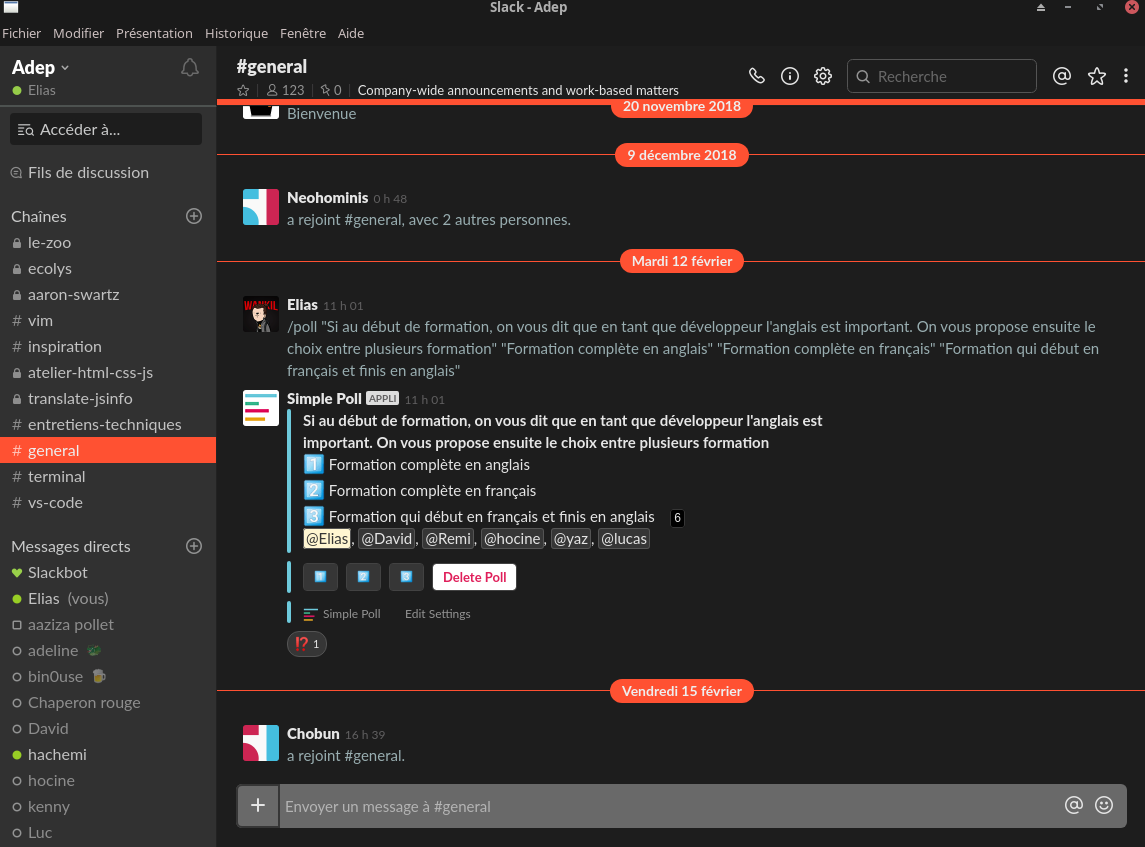 Slack - Adep
Fichier Modifier Présentation Historique Fenêtre Aide
Adep
Elias
Accéder à...
Fils de discussion
Chaînes
le-zoo
ecolys
aaron-swartz
# vim
# inspiration
atelier-html-css-js
translate-jsinfo
# entretiens-techniques
# general
# terminal
# vs-code
Messages directs
Slackbot
Elias (vous)
aaziza pollet
adeline
bin0use
Chaperon rouge
David
hachemi
hocine
kenny
Luc
#general
123 0 Company-wide announcements and work-based matters
Recherche
20 novembre 2018
Bienvenue
9 décembre 2018
Neohominis 0 h 48
a rejoint #general, avec 2 autres personnes.
Mardi 12 février
WANKIL
Elias 11 h 01
/poll "Si au début de formation, on vous dit que en tant que développeur l'anglais est important. On vous propose ensuite le
choix entre plusieurs formation" "Formation complète en anglais" "Formation complète en français" "Formation qui début en
français et finis en anglais"
Simple Poll APPLI 11 h 01
Si au début de formation, on vous dit que en tant que développeur l'anglais est
important. On vous propose ensuite le choix entre plusieurs formation
1 Formation complète en anglais
2 Formation complète en français
3 Formation qui début en français et finis en anglais 6
@Elias, @David, @Remi, @hocine, @yaz, @lucas
1 2 3 Delete Poll
Simple Poll Edit Settings
⁉ 1
Vendredi 15 février
Chobun 16 h 39
a rejoint #general.
+ Envoyer un message à #general